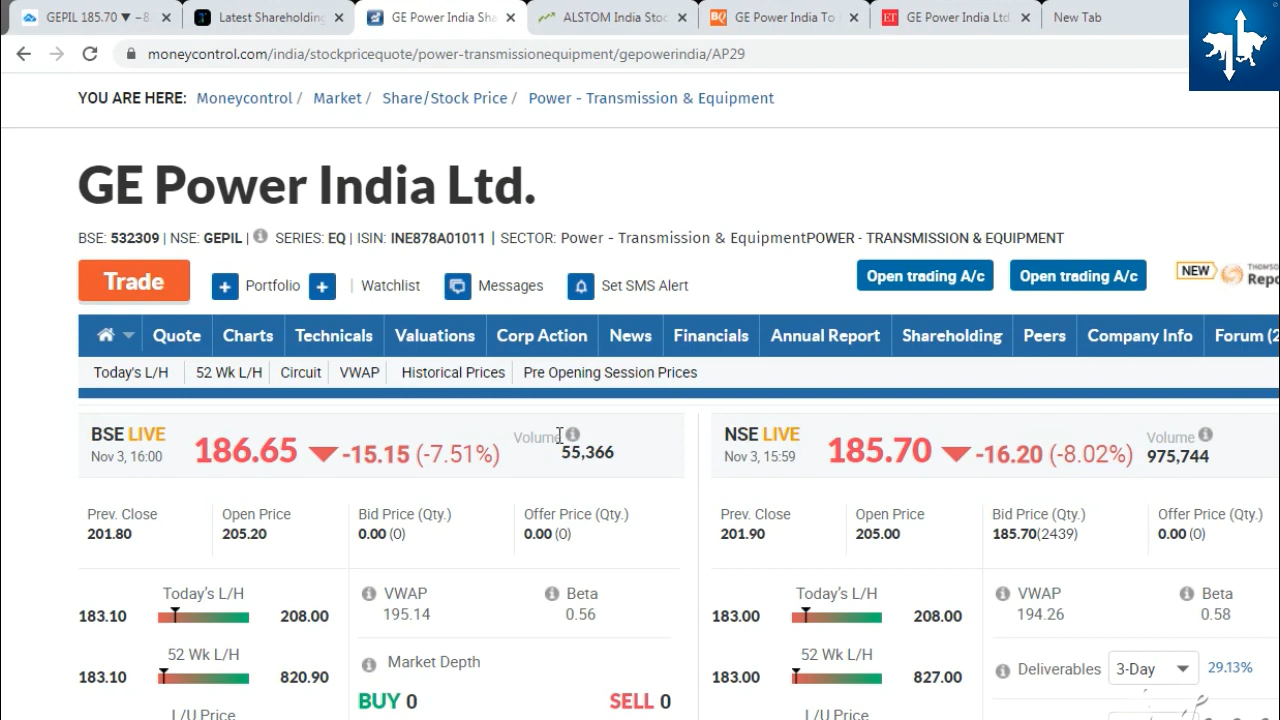 GEPIL 185.70 ▼ −8. × Latest Shareholding × GE Power India Sha × ALSTOM India Stoc × BQ GE Power India To × ET GE Power India Ltd × New Tab
moneycontrol.com/india/stockpricequote/power-transmissionequipment/gepowerindia/AP29
YOU ARE HERE: Moneycontrol / Market / Share/Stock Price / Power - Transmission & Equipment
GE Power India Ltd.
BSE: 532309 | NSE: GEPIL | SERIES: EQ | ISIN: INE878A01011 | SECTOR: Power - Transmission & EquipmentPOWER - TRANSMISSION & EQUIPMENT
Trade + Portfolio + | Watchlist Messages Set SMS Alert Open trading A/c Open trading A/c NEW THOMS Repo
Quote Charts Technicals Valuations Corp Action News Financials Annual Report Shareholding Peers Company Info Forum (2
Today's L/H 52 Wk L/H Circuit VWAP Historical Prices Pre Opening Session Prices
BSE LIVE 186.65 ▼ -15.15 (-7.51%) Volume NSE LIVE 185.70 ▼ -16.20 (-8.02%) Volume
Nov 3, 16:00 55,366 Nov 3, 15:59 975,744
Prev. Close Open Price Bid Price (Qty.) Offer Price (Qty.) Prev. Close Open Price Bid Price (Qty.) Offer Price (Qty.)
201.80 205.20 0.00 (0) 0.00 (0) 201.90 205.00 185.70(2439) 0.00 (0)
Today's L/H VWAP Beta Today's L/H VWAP Beta
183.10 208.00 195.14 0.56 183.00 208.00 194.26 0.58
52 Wk L/H Market Depth 52 Wk L/H Deliverables 3-Day 29.13%
183.10 820.90 183.00 827.00
BUY 0 SELL 0
L/U Price L/U Price